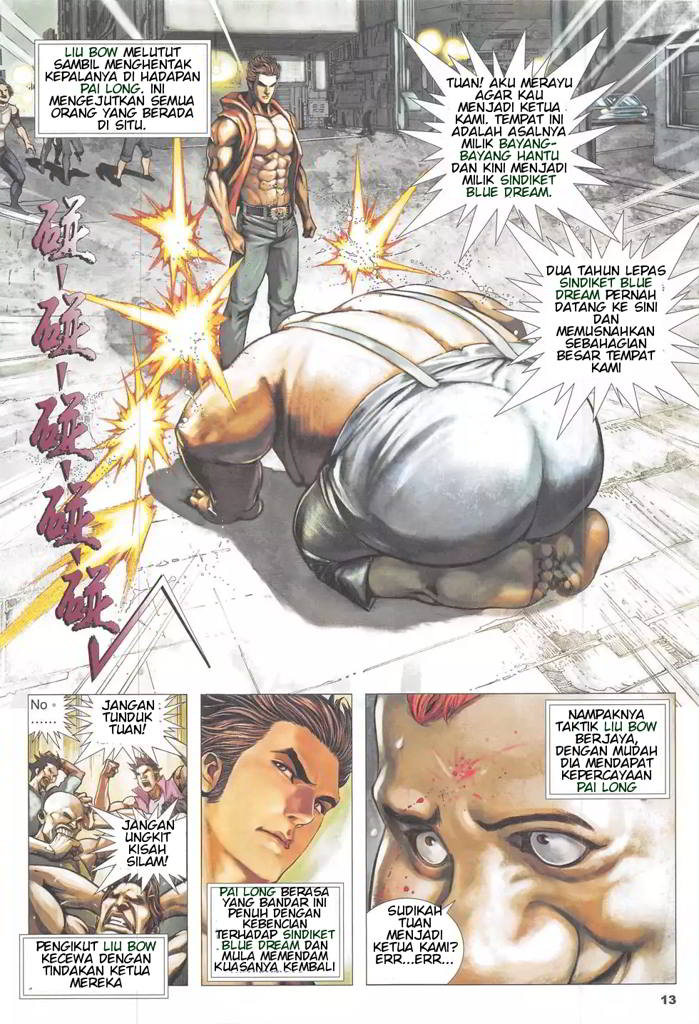 LIU BOW MELUTUT
SAMBIL MENGHENTAK
KEPALANYA DI HADAPAN
PAI LONG. INI
MENGEJUTKAN SEMUA
ORANG YANG BERADA
DI SITU.
TUAN! AKU MERAYU
AGAR KAU
MENJADI KETUA
KAMI. TEMPAT INI
ADALAH ASALNYA
MILIK BAYANG-
BAYANG HANTU
DAN KINI MENJADI
MILIK SINDIKET
BLUE DREAM.
DUA TAHUN LEPAS
SINDIKET BLUE
DREAM PERNAH
DATANG KE SINI
DAN
MEMUSNAHKAN
SEBAHAGIAN
BESAR TEMPAT
KAMI
碰
碰
碰
碰
碰
No
......
JANGAN
TUNDUK
TUAN!
JANGAN
UNGKIT
KISAH
SILAM!
PENGIKUT LIU BOW
KECEWA DENGAN
TINDAKAN KETUA
MEREKA
PAI LONG BERASA
YANG BANDAR INI
PENUH DENGAN
KEBENCIAN
TERHADAP SINDIKET
BLUE DREAM DAN
MULA MEMENDAM
KUASANYA KEMBALI
NAMPAKNYA
TAKTIK LIU BOW
BERJAYA,
DENGAN MUDAH
DIA MENDAPAT
KEPERCAYAAN
PAI LONG
SUDIKAH
TUAN
MENJADI
KETUA KAMI?
ERR...ERR...
13